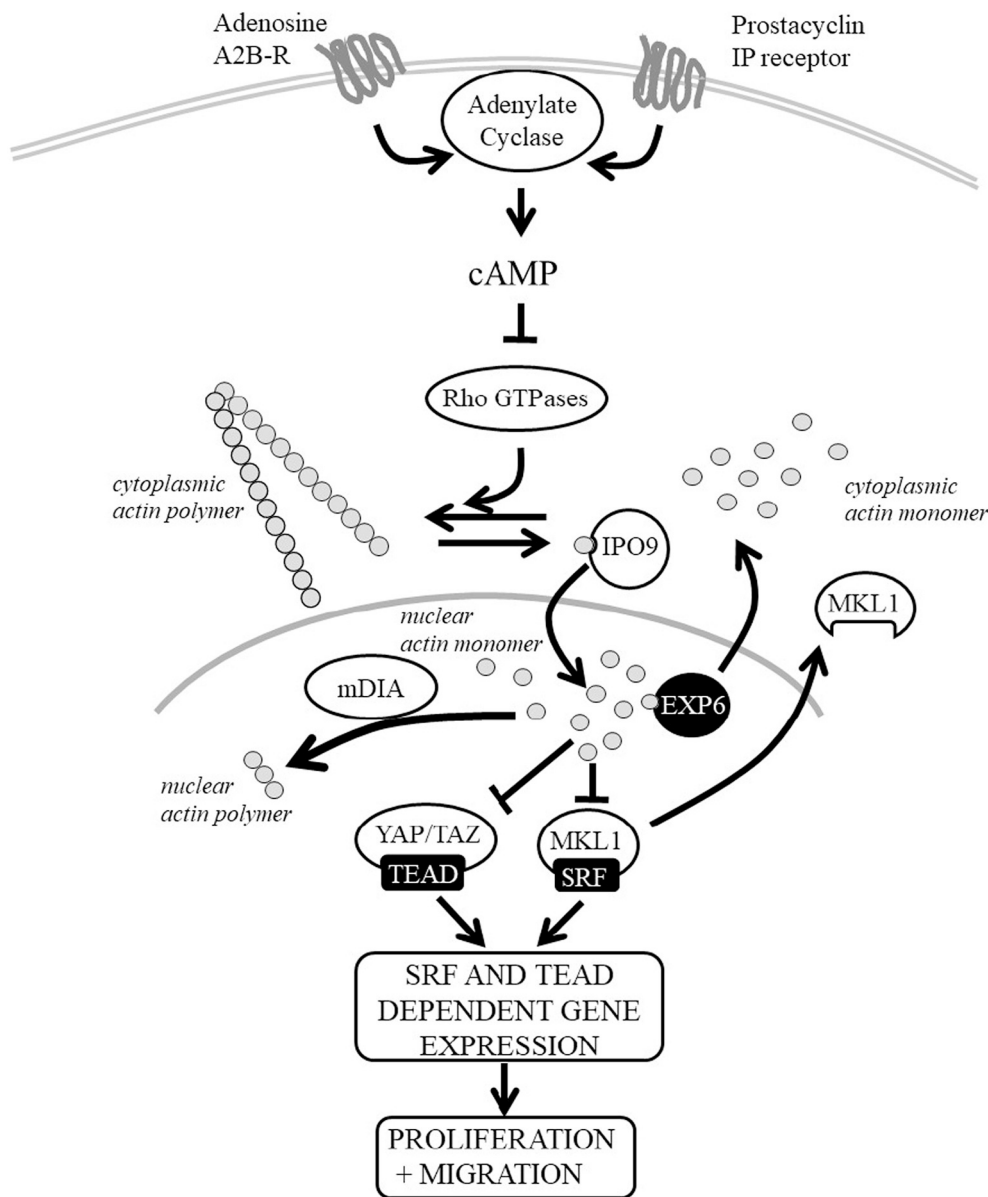 Adenosine
A2B-R
Prostacyclin
IP receptor
Adenylate
Cyclase
cAMP
Rho GTPases
cytoplasmic
actin polymer
cytoplasmic
actin monomer
IPO9
MKL1
nuclear
actin monomer
mDIA
EXP6
nuclear
actin polymer
YAP/TAZ
TEAD
MKL1
SRF
SRF AND TEAD
DEPENDENT GENE
EXPRESSION
PROLIFERATION
+ MIGRATION